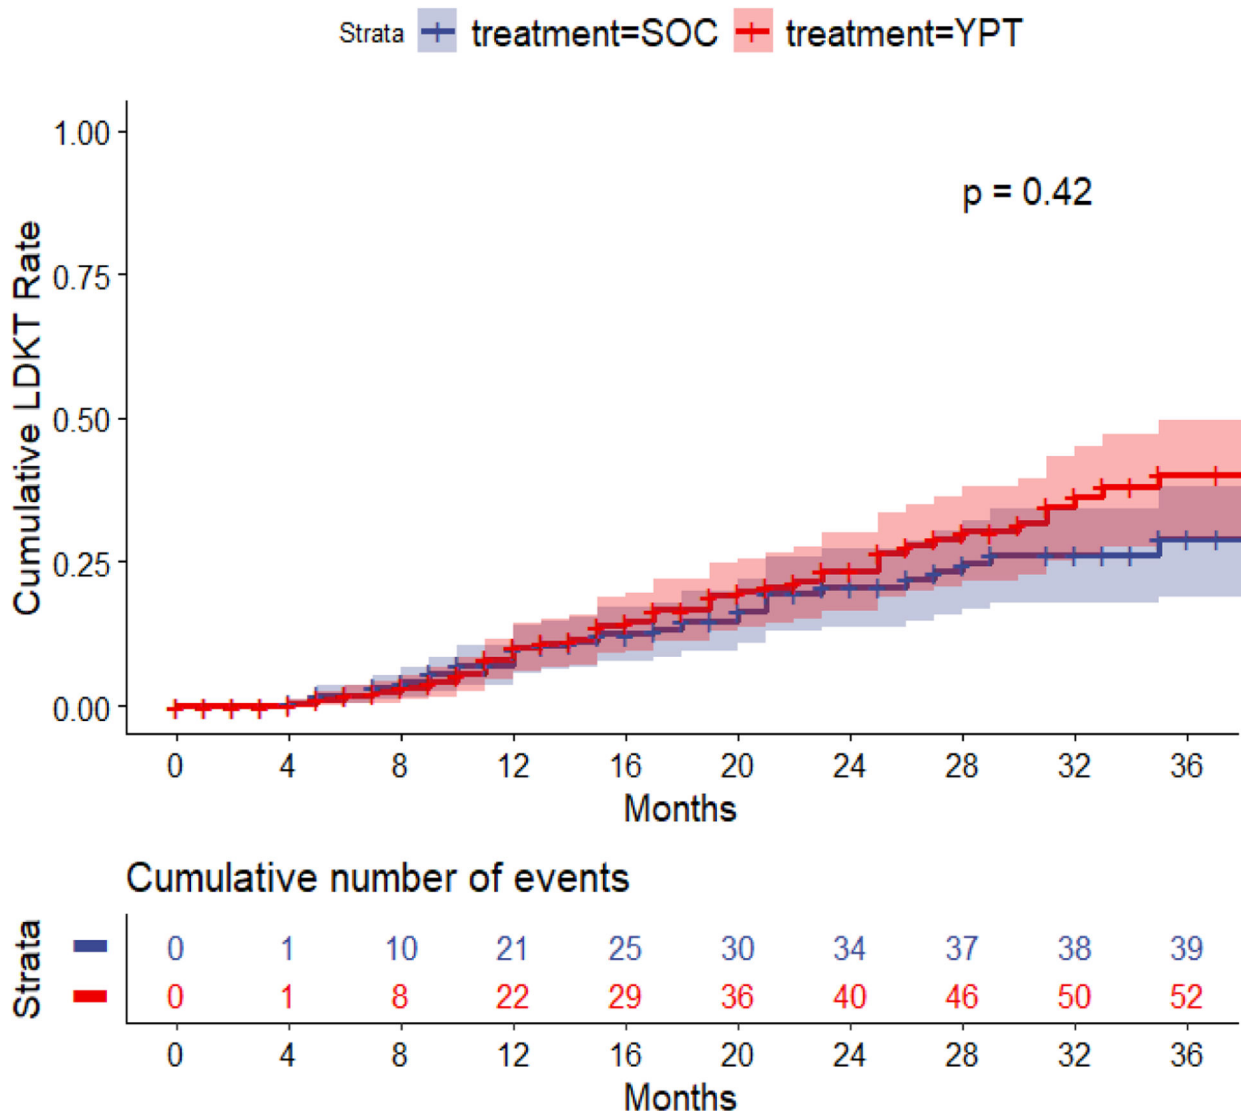 Strata treatment=SOC treatment=YPT
1.00
p = 0.42
0.75
0.50
0.25
0.00
Cumulative LDKT Rate
0 4 8 12 16 20 24 28 32 36
Months
Cumulative number of events
Strata
0 1 10 21 25 30 34 37 38 39
0 1 8 22 29 36 40 46 50 52
0 4 8 12 16 20 24 28 32 36
Months